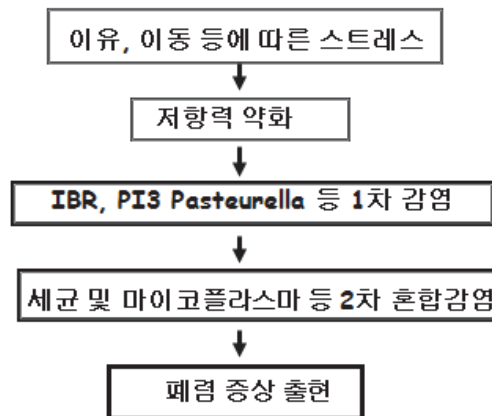 이유, 이동 등에 따른 스트레스
저항력 약화
IBR, PI3 Pasteurella 등 1차 감염
세균 및 마이코플라스마 등 2차 혼합감염
폐렴 증상 출현